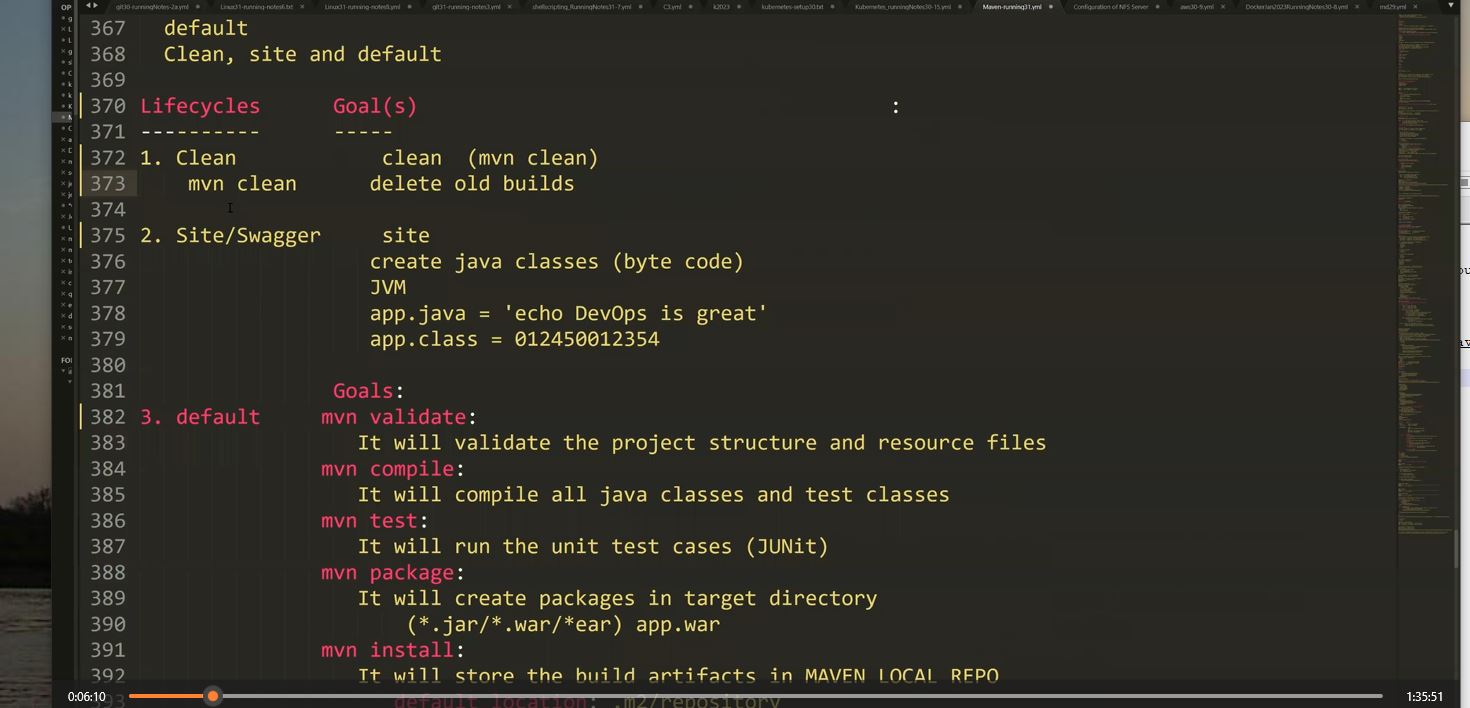 git30-runningNotes-2a.yml Linux31-running-notes6.txt Linux31-running-notes8.yml git31-running-notes3.yml shellscripting_RunningNotes31-7.yml C3.yml k2023 kubernetes-setup30.txt Kubernetes_runningNotes30-15.yml Maven-running31.yml Configuration of NFS Server aws30-9.yml DockerJan2023RunningNotes30-8.yml md29.yml
OP
367 default
368 Clean, site and default
369
370 Lifecycles Goal(s) :
371 ---------- -----
372 1. Clean clean (mvn clean)
373 mvn clean delete old builds
374
375 2. Site/Swagger site
376 create java classes (byte code)
377 JVM
378 app.java = 'echo DevOps is great'
379 app.class = 012450012354
380
FO
381 Goals:
382 3. default mvn validate:
383 It will validate the project structure and resource files
384 mvn compile:
385 It will compile all java classes and test classes
386 mvn test:
387 It will run the unit test cases (JUNit)
388 mvn package:
389 It will create packages in target directory
390 (*.jar/*.war/*ear) app.war
391 mvn install:
392 It will store the build artifacts in MAVEN LOCAL REPO
393 default location: .m2/repository
0:06:10 1:35:51